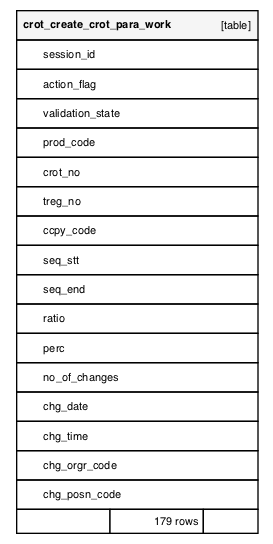 crot_create_crot_para_work [table]
session_id
action_flag
validation_state
prod_code
crot_no
treg_no
ccpy_code
seq_stt
seq_end
ratio
perc
no_of_changes
chg_date
chg_time
chg_orgr_code
chg_posn_code
179 rows